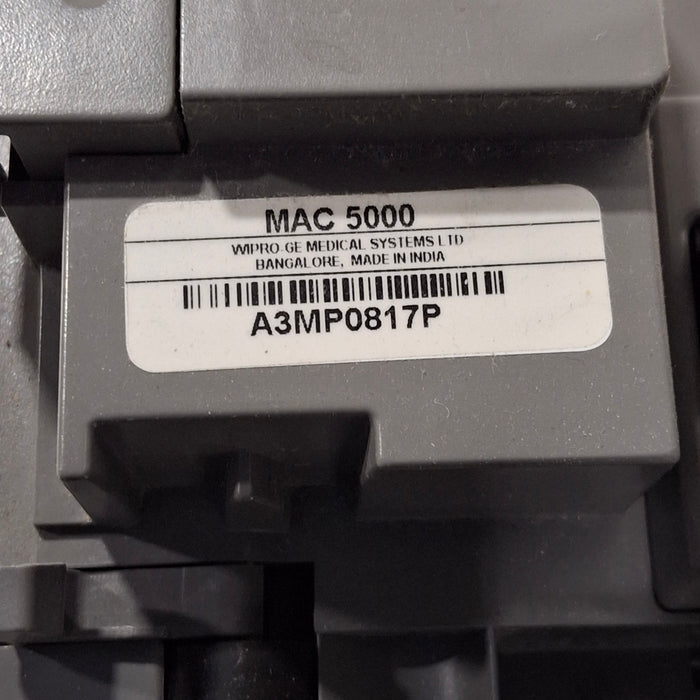 MAC 5000
WIPRO-GE MEDICAL SYSTEMS LTD
BANGALORE, MADE IN INDIA
A3MP0817P